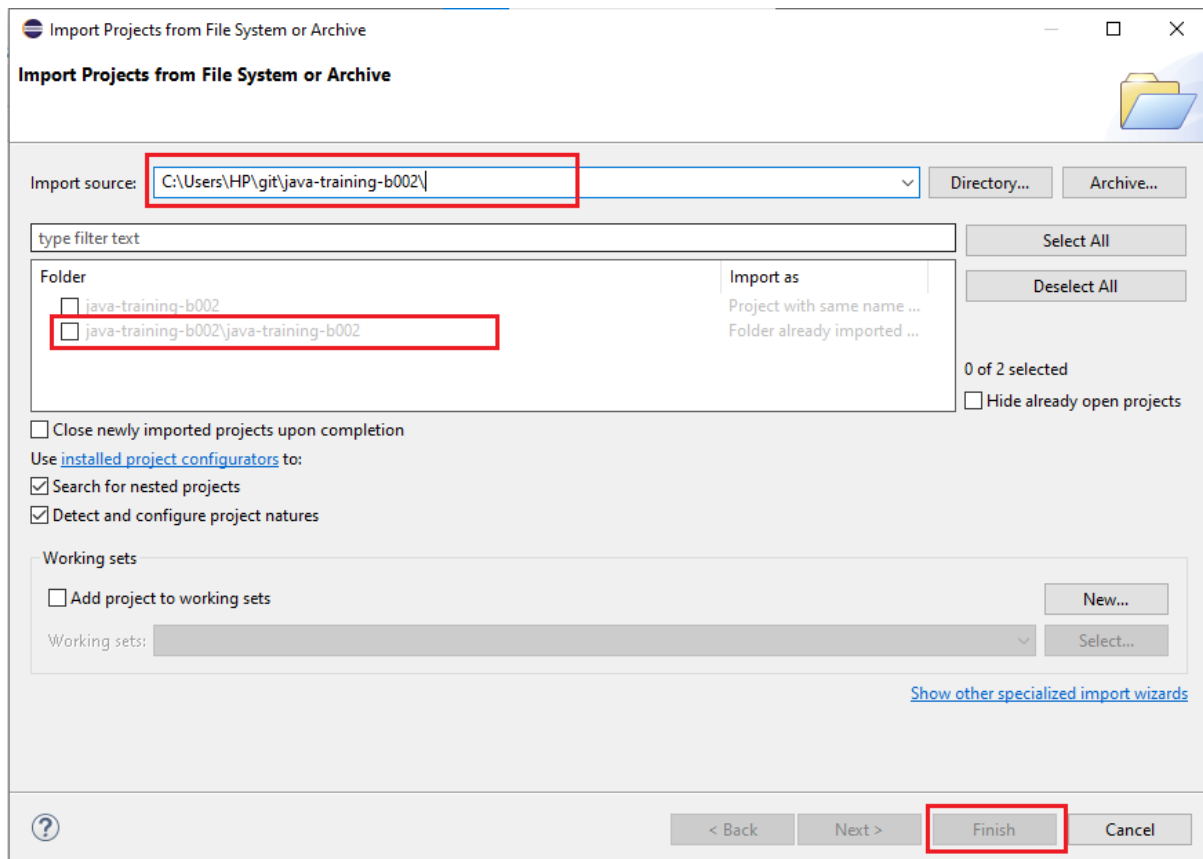 Import Projects from File System or Archive
Import Projects from File System or Archive
Import source: C:\Users\HP\git\java-training-b002\ Directory... Archive...
type filter text Select All
Folder Import as Deselect All
java-training-b002 Project with same name ...
java-training-b002\java-training-b002 Folder already imported ...
0 of 2 selected
Hide already open projects
Close newly imported projects upon completion
Use installed project configurators to:
Search for nested projects
Detect and configure project natures
Working sets
Add project to working sets New...
Working sets: Select...
Show other specialized import wizards
? < Back Next > Finish Cancel